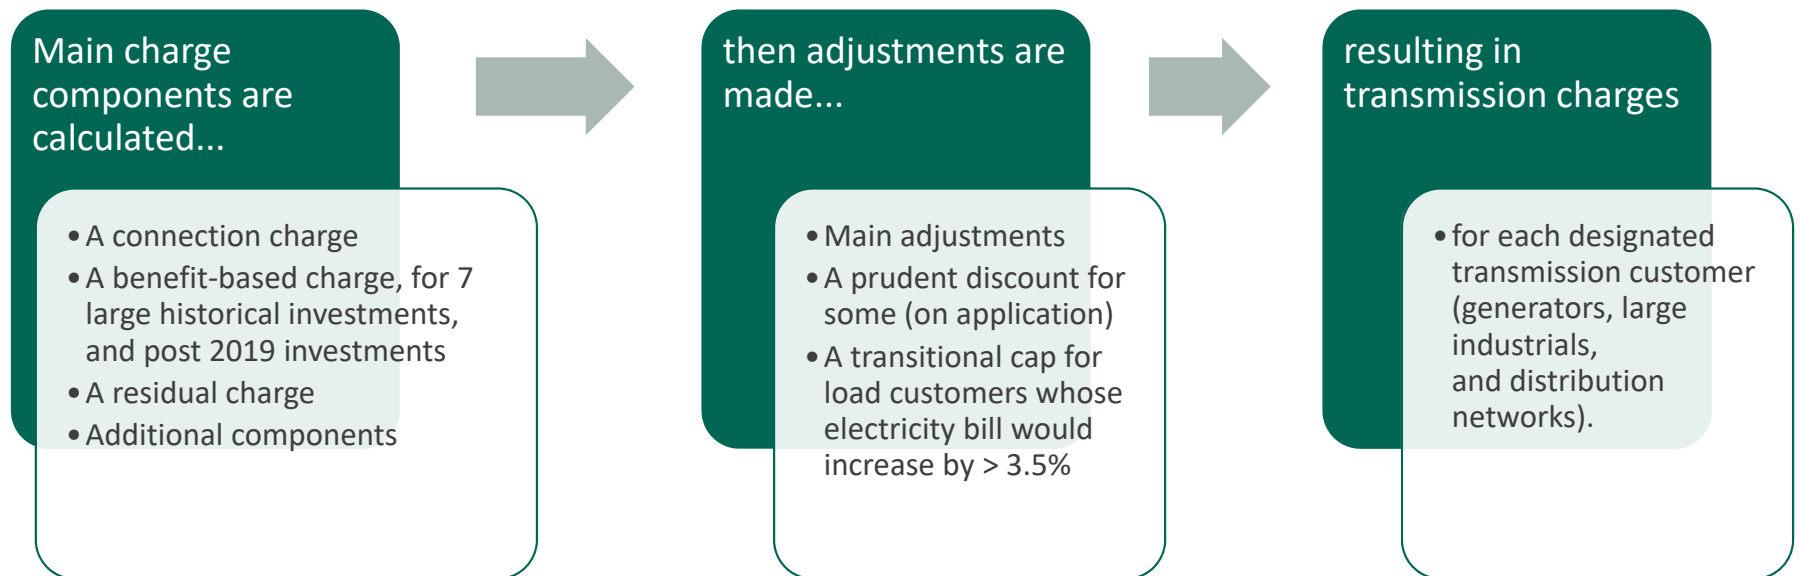 Main charge
components are
calculated...
• A connection charge
• A benefit-based charge, for 7
large historical investments,
and post 2019 investments
• A residual charge
• Additional components
then adjustments are
made...
• Main adjustments
• A prudent discount for
some (on application)
• A transitional cap for
load customers whose
electricity bill would
increase by > 3.5%
resulting in
transmission charges
• for each designated
transmission customer
(generators, large
industrials,
and distribution
networks).